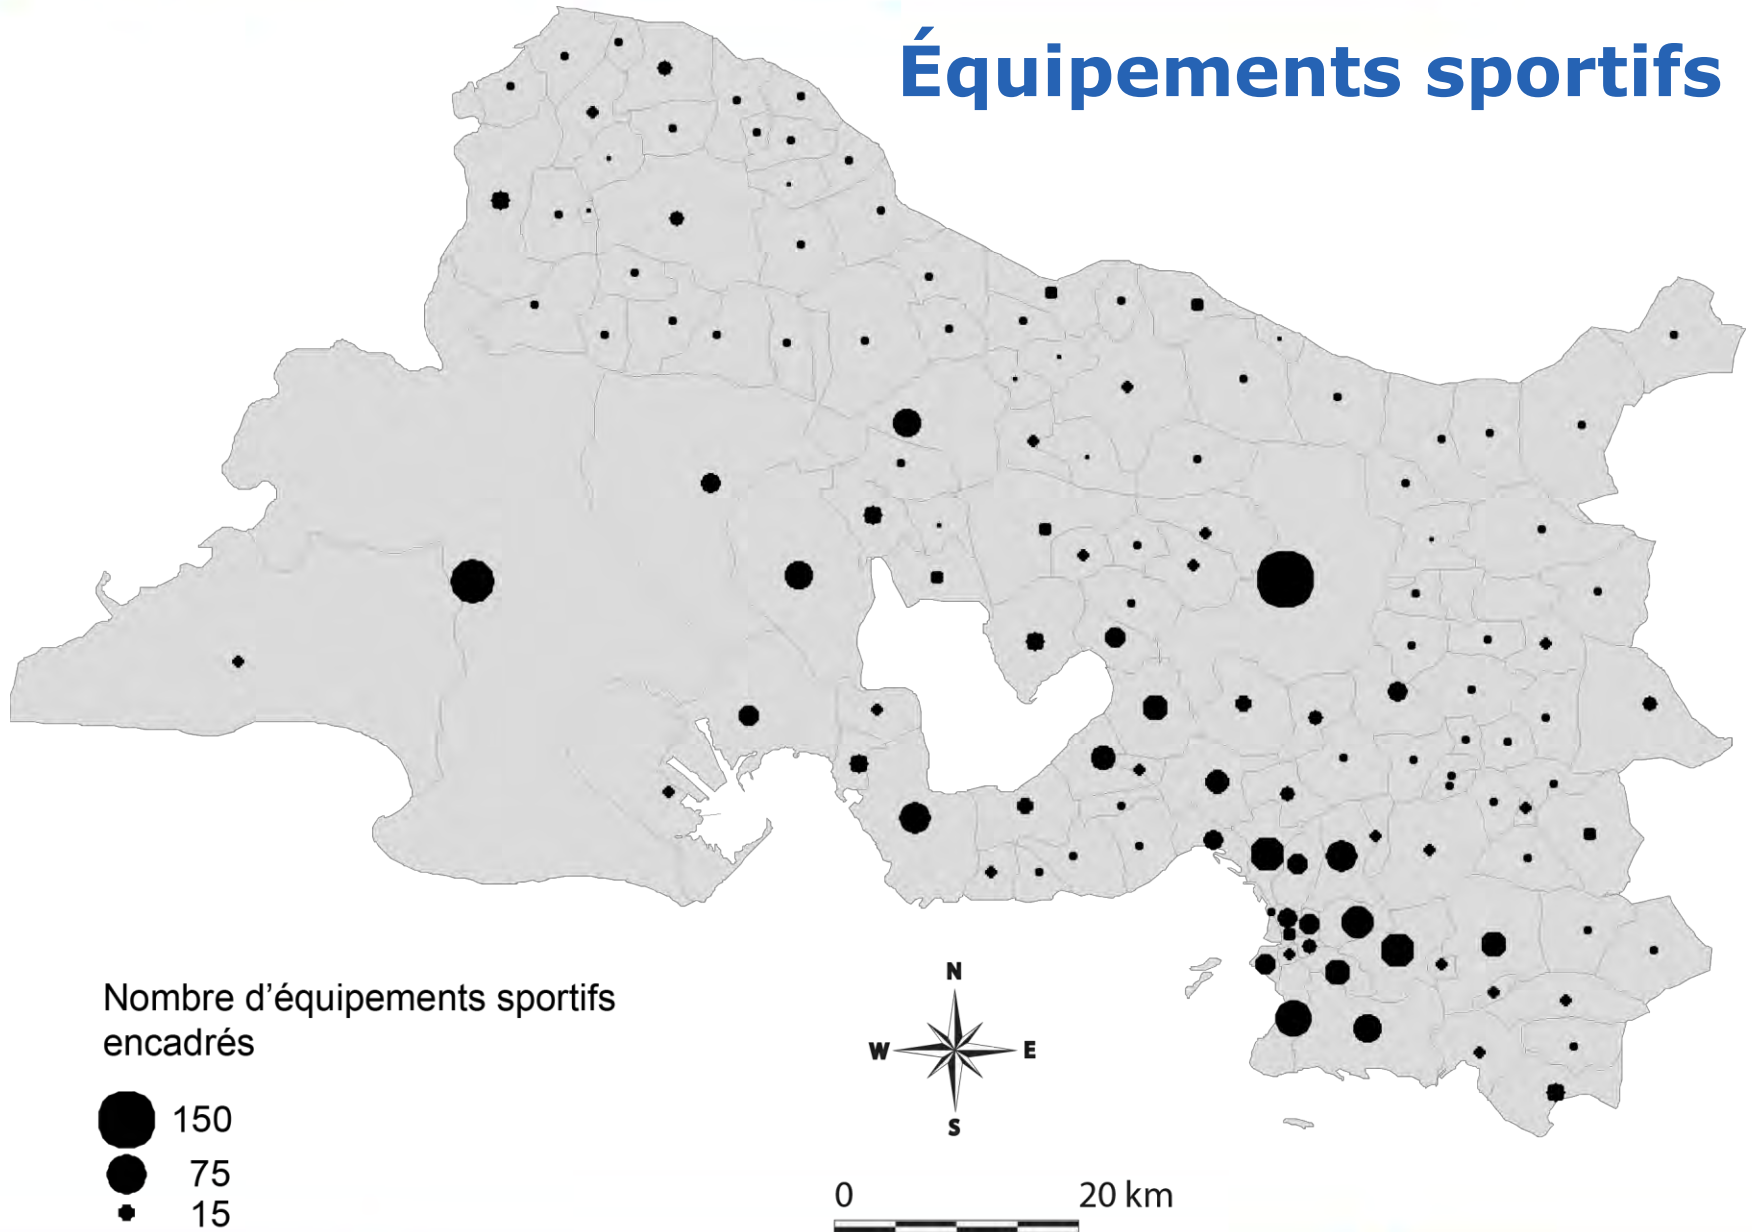 Équipements sportifs
Nombre d'équipements sportifs
encadrés
150
75
15
N
W
E
S
0
20 km